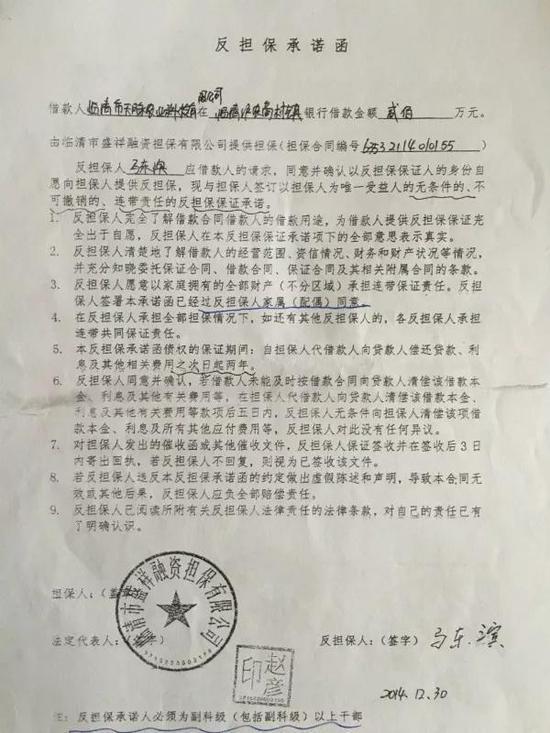 反担保承诺函
限公司
借款人临清市天 农业科技有 在临清 农商 银行借款金额 贰佰 万元。
由临清市盛祥融资担保有限公司提供担保(担保合同编号 0155
反担保人 马东滨 应借款人的请求,同意并确认以反担保保证人的身份自
愿向担保人提供反担保,现与担保人签订以担保人为唯一受益人的无条件的、不
可撤销的、连带责任的反担保保证承诺。
1. 反担保人完全了解借款合同借款人的借款用途,为借款人提供反担保保证完
全出于自愿,反担保人在本反担保保证承诺项下的全部意思表示真实。
2. 反担保人清楚地了解借款人的经营范围、资信情况、财务和财产状况等情况,
并充分知晓委托保证合同、借款合同、保证合同及其相关附属合同的条款。
3. 反担保人愿意以家庭拥有的全部财产(不分区域)承担连带保证责任。反担
保人签署本承诺函已经过反担保人家属(配偶)同意。
4. 在反担保人承担全部担保情况下,如还有其他反担保人的,各反担保人承担
连带共同保证责任。
5. 本反担保承诺函债权的保证期间:自担保人代借款人向贷款人偿还贷款、利
息及其他相关费用之次日起两年。
6. 反担保人同意并确认,若借款人未能及时按借款合同向贷款人清偿该借款本
金、利息及其他有关费用等,在担保人代借款人向贷款人清偿该借款本金、
利息及其他有关费用等款项后五日内,反担保人无条件向担保人清偿该项借
款本金、利息及所有其他应付费用等,反担保人对此没有任何异议。
7. 对担保人发出的催收函或其他催收文件,反担保人保证签收并在签收后3日
内寄出回执,若反担保人不回复,则视为已签收该文件。
8. 若反担保人违反本反担保承诺函的约定做出虚假陈述和声明,导致本合同无
效或其他后果,反担保人应负全部赔偿责任。
9. 反担保人已阅读所附有关反担保人法律责任的法律条款,对自己的责任已有
了明确认识。
担保人:(盖
临清市盛祥融资担保有限公司
法定代表人:( 章) 反担保人:(签字) 马东滨
赵彦印
2014.12.30
注:反担保承诺人必须为副科级(包括副科级)以上干部